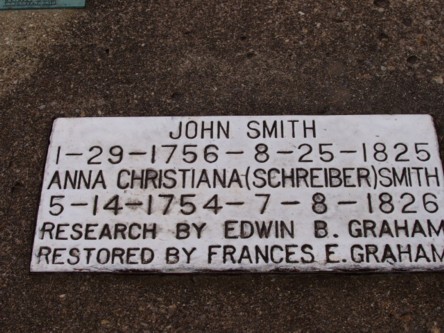 JOHN SMITH
1-29-1756-8-25-1825
ANNA CHRISTIANA(SCHREIBER)SMITH
5-14-1754-7-8-1826
RESEARCH BY EDWIN B. GRAHAM
RESTORED BY FRANCES E. GRAHAM